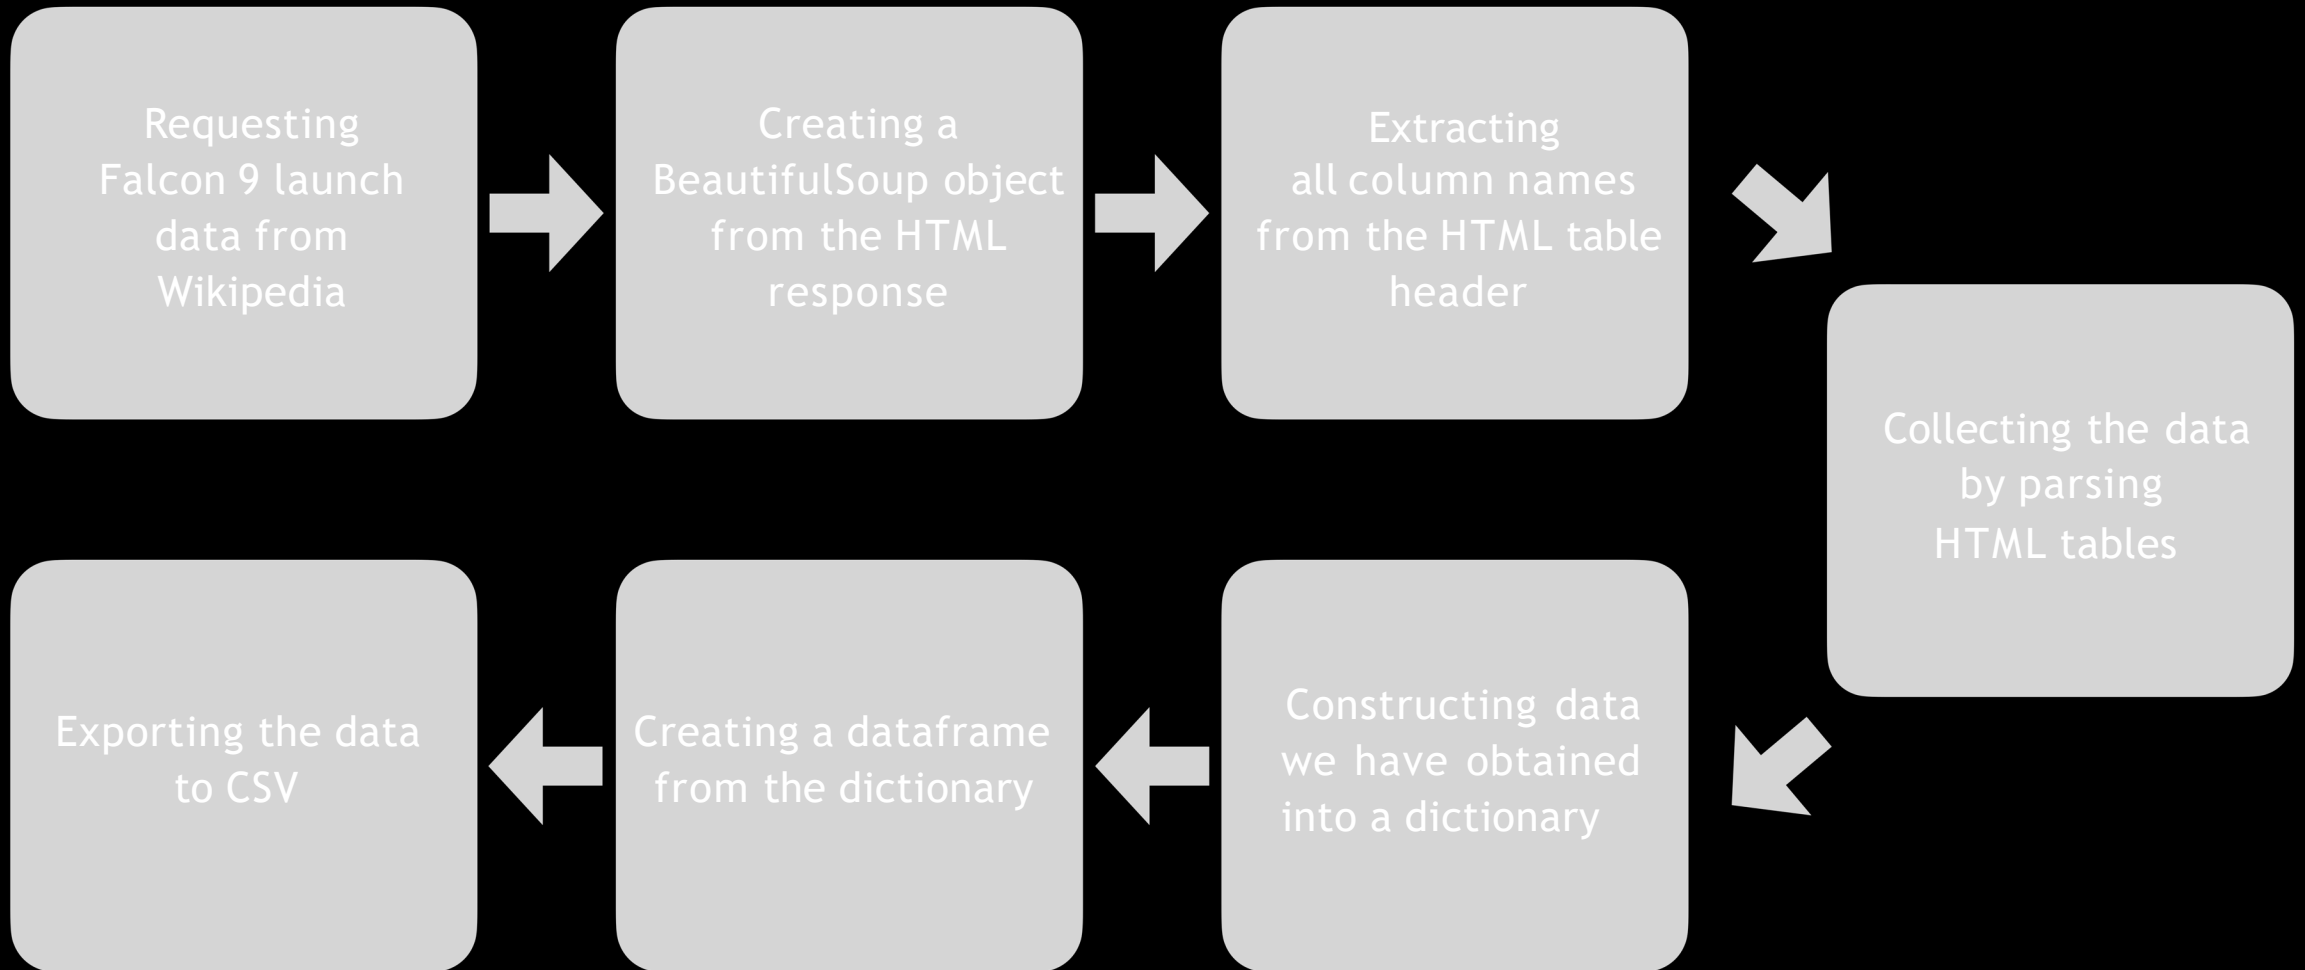 Requesting
Falcon 9 launch
data from
Wikipedia
Creating a
BeautifulSoup object
from the HTML
response
Extracting
all column names
from the HTML table
header
Collecting the data
by parsing
HTML tables
Constructing data
we have obtained
into a dictionary
Creating a dataframe
from the dictionary
Exporting the data
to CSV